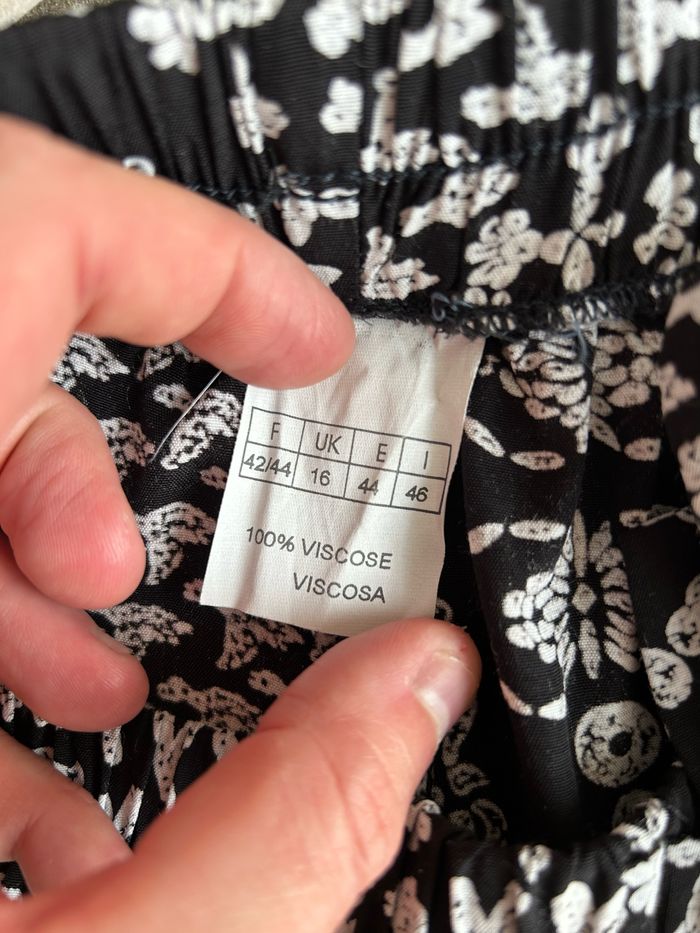 F UK E I
42/44 16 44 46
100% VISCOSE
VISCOSA